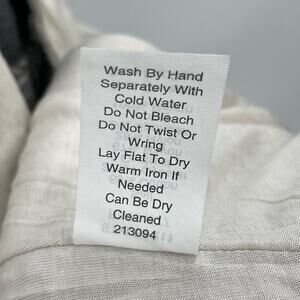 Wash By Hand
Separately With
Cold Water
Do Not Bleach
Do Not Twist Or
Wring
Lay Flat To Dry
Warm Iron If
Needed
Can Be Dry
Cleaned
213094